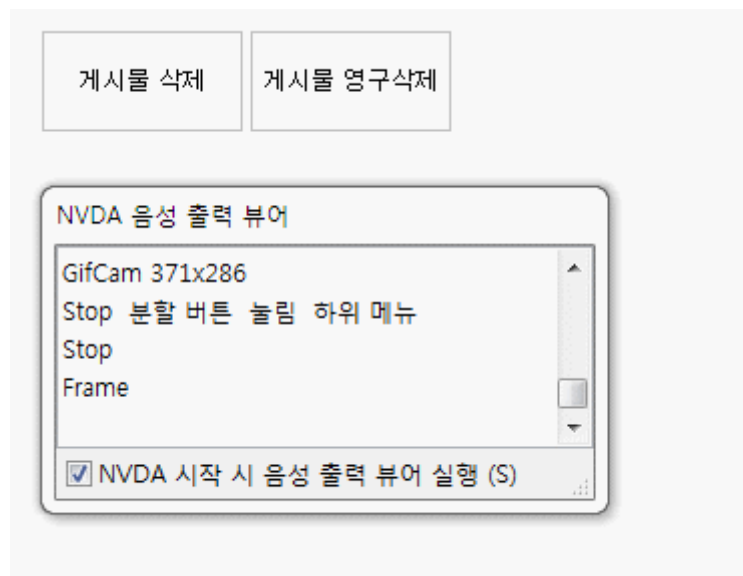 게시물 삭제
게시물 영구삭제
NVDA 음성 출력 뷰어
GifCam 371x286
Stop 분할 버튼 눌림 하위 메뉴
Stop
Frame
NVDA 시작 시 음성 출력 뷰어 실행 (S)